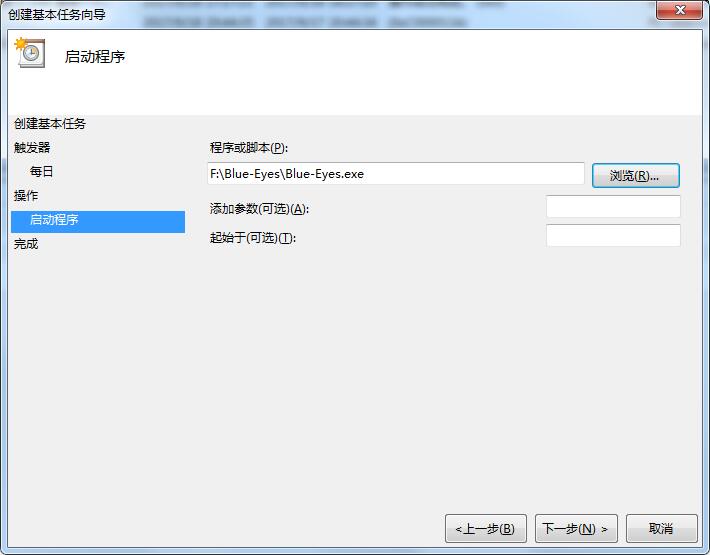 创建基本任务向导
启动程序
创建基本任务
触发器
每日
操作
启动程序
完成
程序或脚本(P):
F:\Blue-Eyes\Blue-Eyes.exe
浏览(R)...
添加参数(可选)(A):
起始于(可选)(T):
<上一步(B)
下一步(N) >
取消